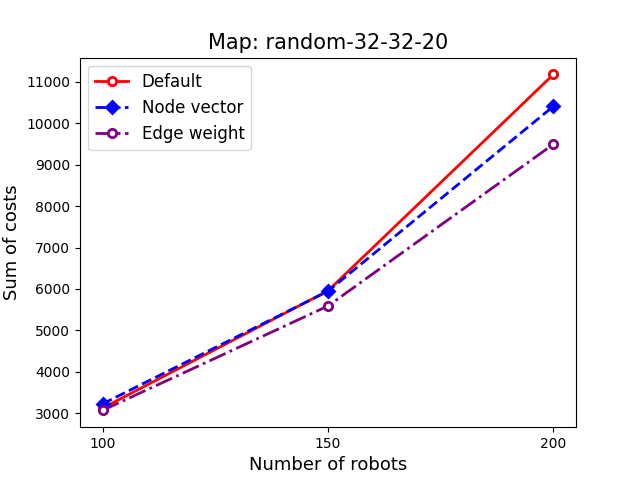 Map: random-32-32-20
Default
Node vector
Edge weight
Sum of costs
11000
10000
9000
8000
7000
6000
5000
4000
3000
100
150
200
Number of robots